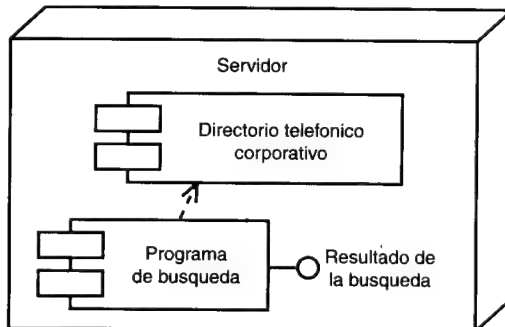 Servidor
Directorio telefonico
corporativo
Programa
de busqueda
Resultado de
la busqueda